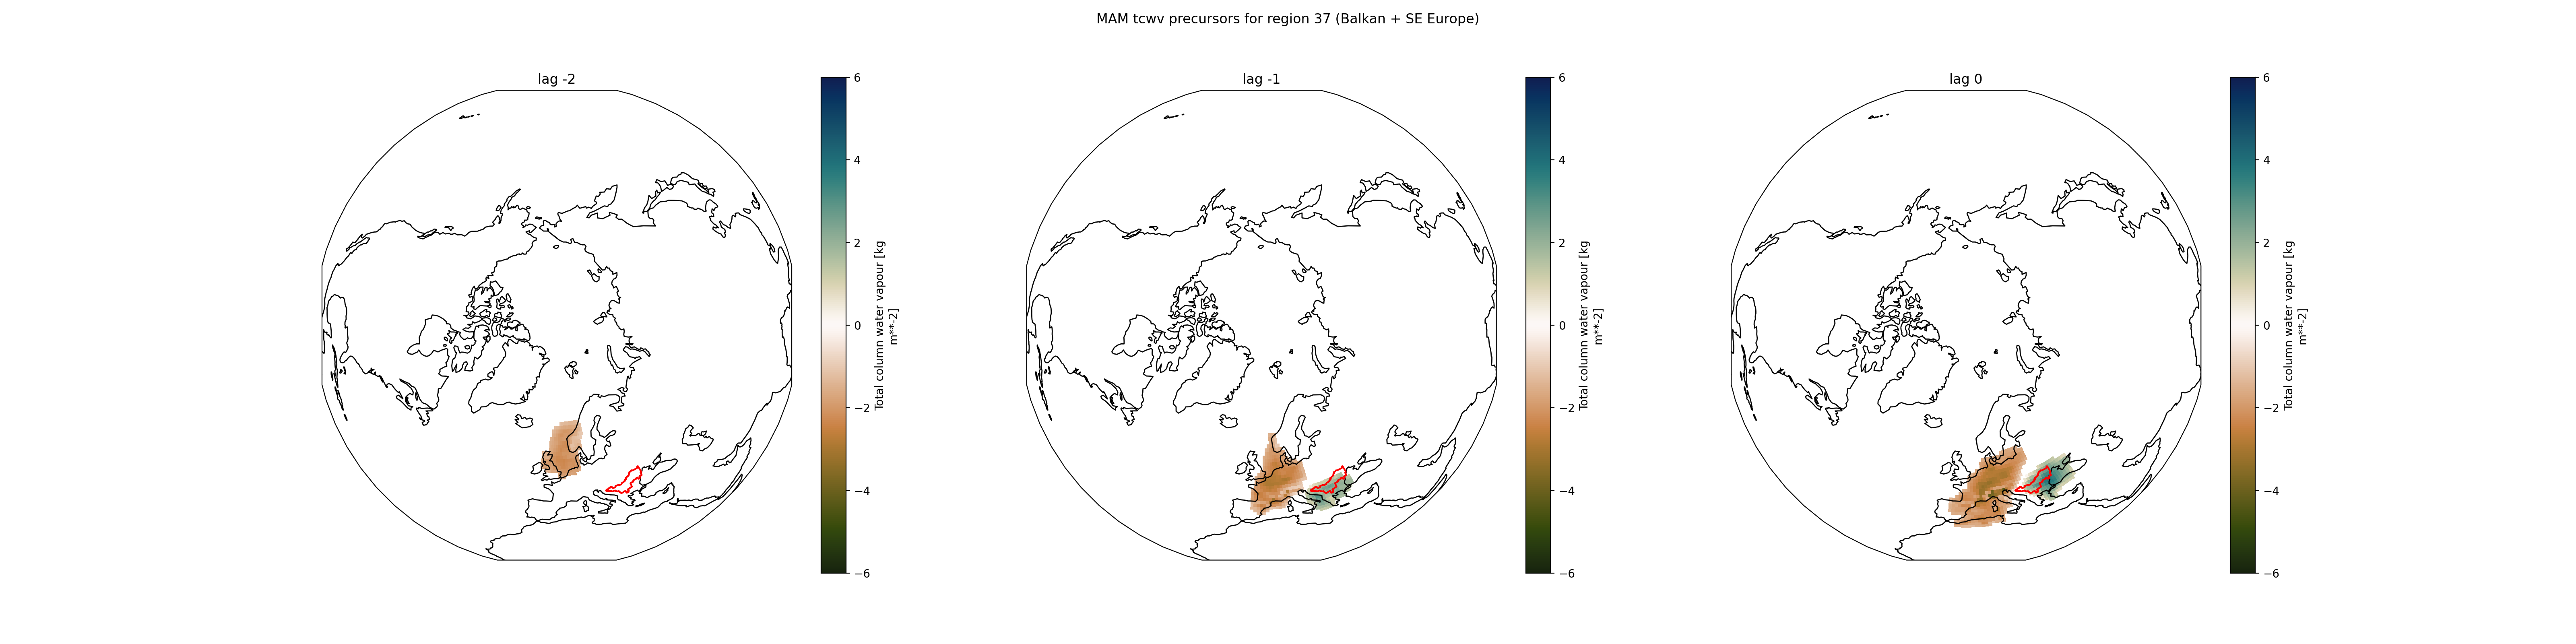 MAM tcwv precursors for region 37 (Balkan + SE Europe)
lag -2
6
4
2
0
−2
−4
−6
Total column water vapour [kg
m**-2]
lag -1
6
4
2
0
−2
−4
−6
Total column water vapour [kg
m**-2]
lag 0
6
4
2
0
−2
−4
−6
Total column water vapour [kg
m**-2]